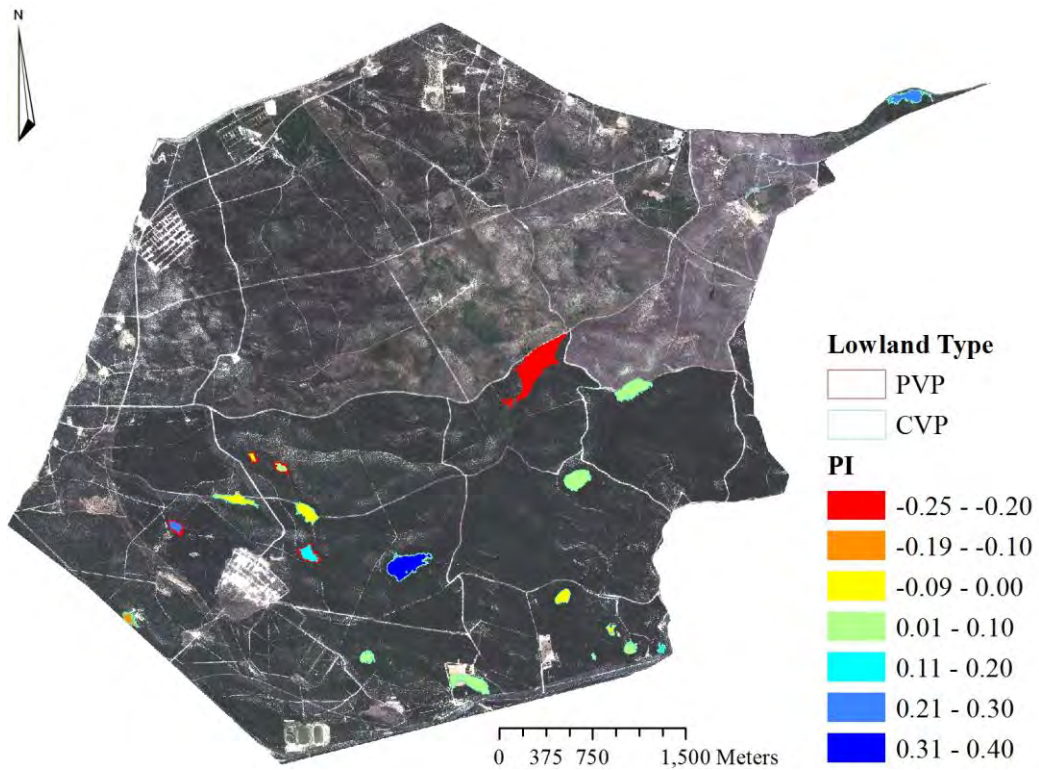 N
Lowland Type
PVP
CVP
PI
-0.25 - -0.20
-0.19 - -0.10
-0.09 - 0.00
0.01 - 0.10
0.11 - 0.20
0.21 - 0.30
0.31 - 0.40
0 375 750 1,500 Meters